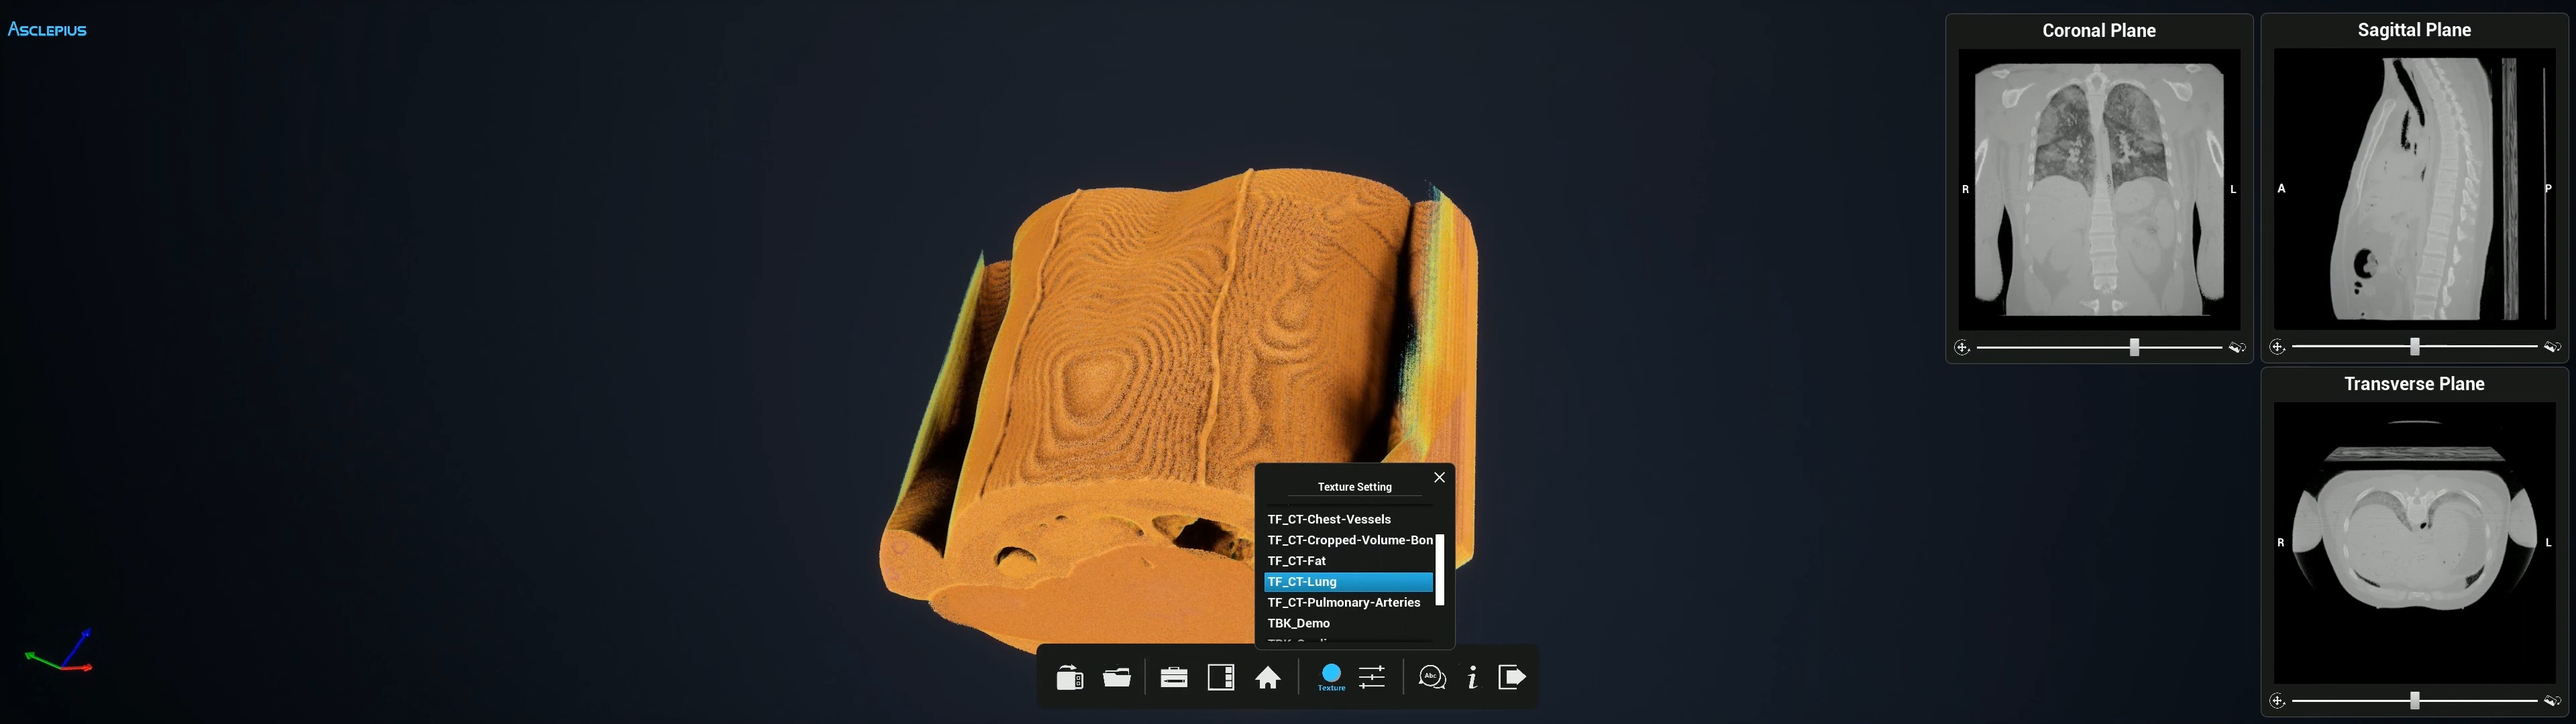 ASCLEPIUS
Coronal Plane
R
L
Sagittal Plane
A
P
Transverse Plane
R
L
Texture Setting
TF_CT-Chest-Vessels
TF_CT-Cropped-Volume-Bon
TF_CT-Fat
TF_CT-Lung
TF_CT-Pulmonary-Arteries
TBK_Demo
Texture
Abc